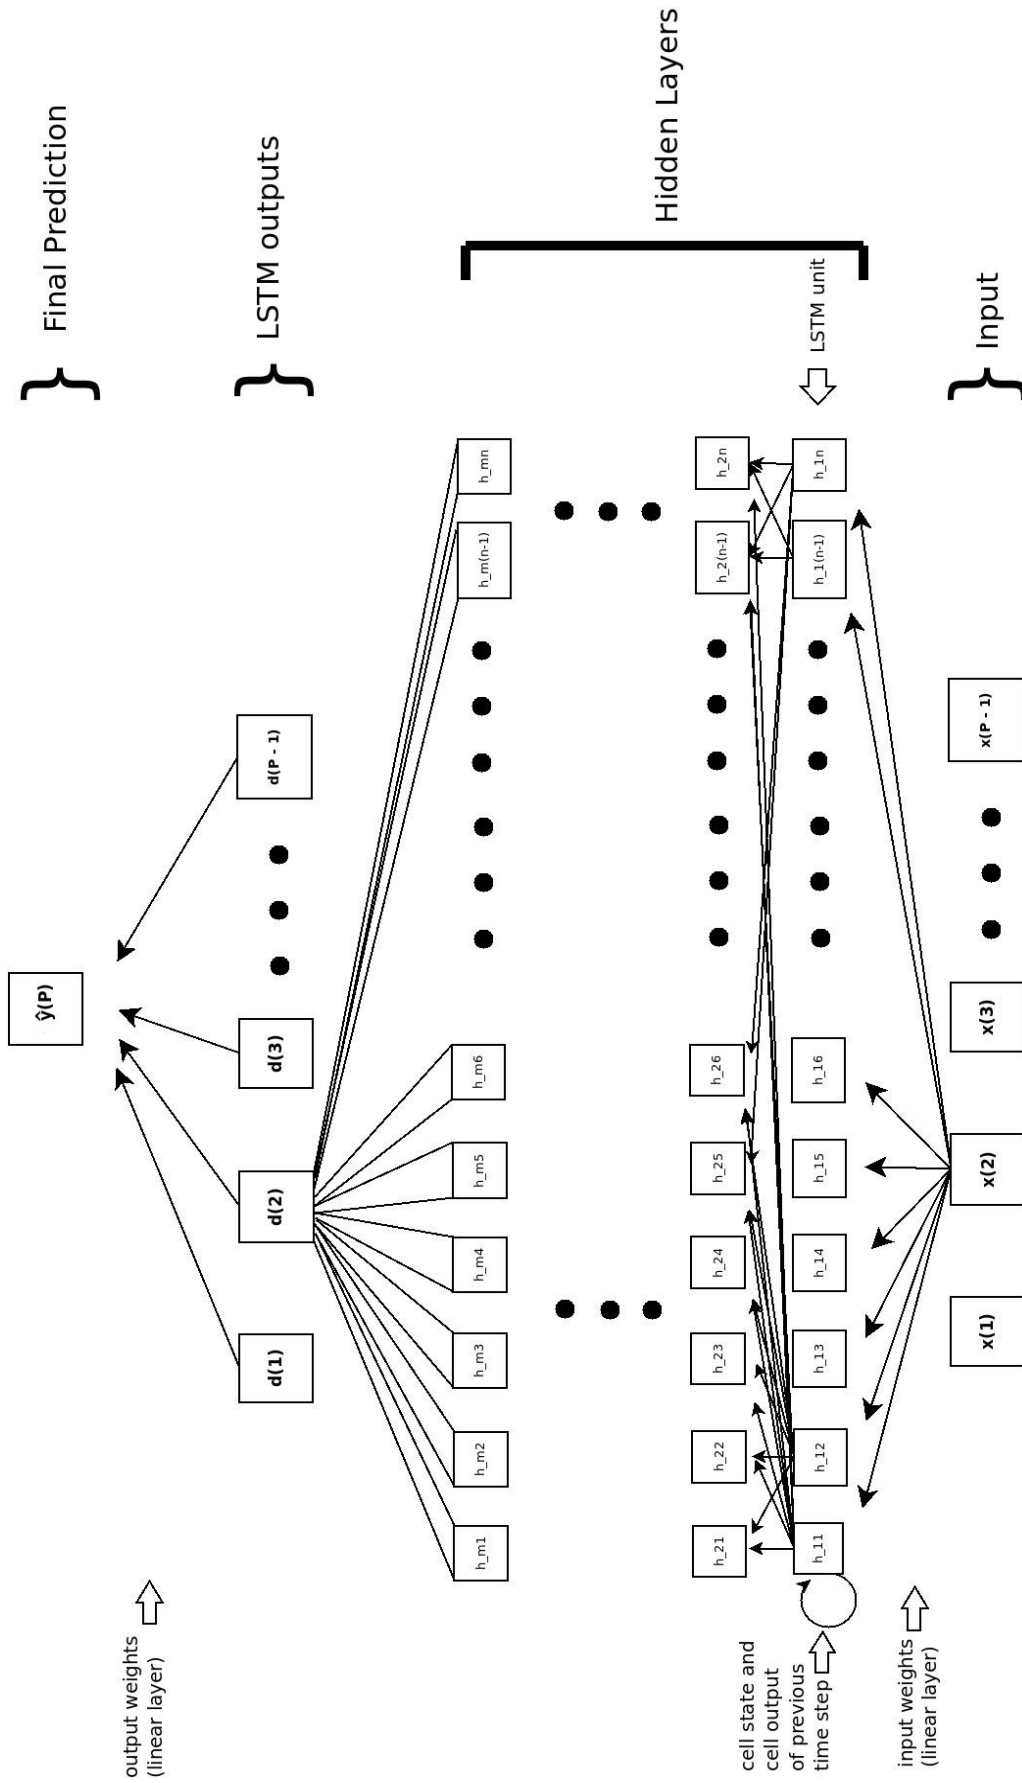 Final Prediction
ŷ(P)
output weights
(linear layer)
LSTM outputs
d(1)
d(2)
d(3)
d(P - 1)
Hidden Layers
h_m1
h_m2
h_m3
h_m4
h_m5
h_m6
h_m(n-1)
h_mn
h_21
h_22
h_23
h_24
h_25
h_26
h_2(n-1)
h_2n
h_11
h_12
h_13
h_14
h_15
h_16
h_1(n-1)
h_1n
LSTM unit
cell state and
cell output
of previous
time step
input weights
(linear layer)
x(1)
x(2)
x(3)
x(P - 1)
Input